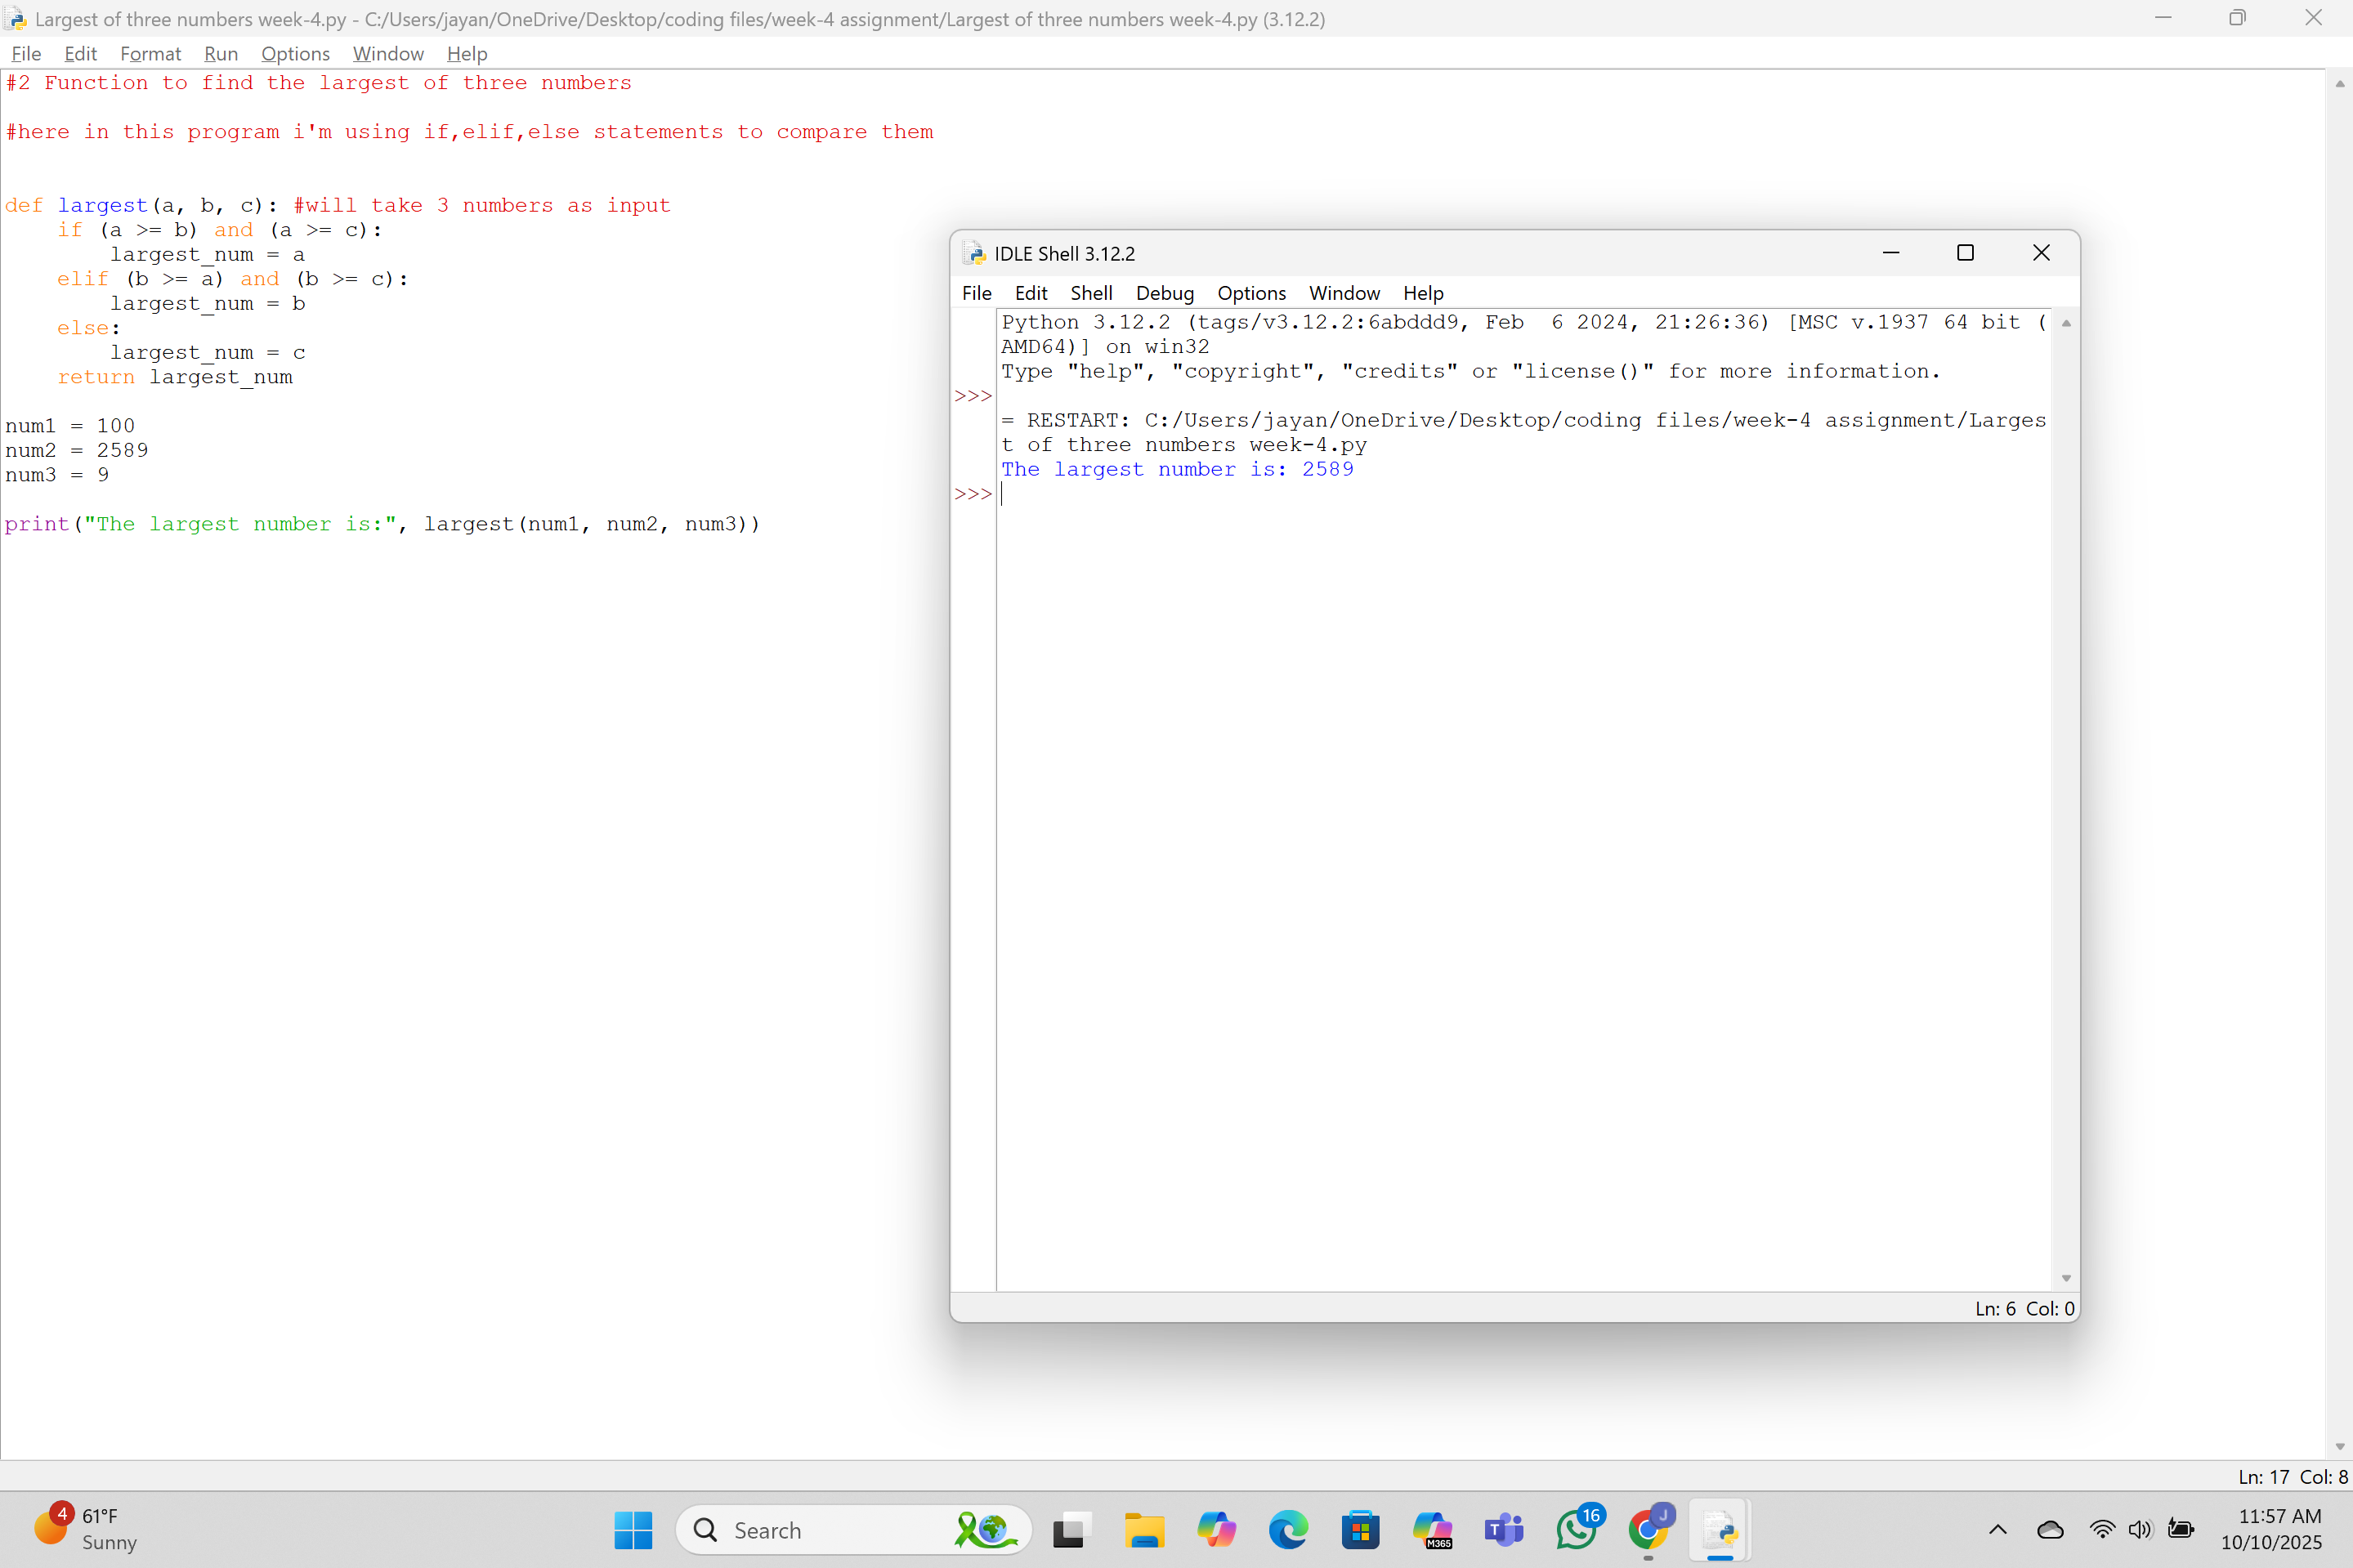 Largest of three numbers week-4.py - C:/Users/jayan/OneDrive/Desktop/coding files/week-4 assignment/Largest of three numbers week-4.py (3.12.2)
File Edit Format Run Options Window Help
#2 Function to find the largest of three numbers
#here in this program i'm using if,elif,else statements to compare them
def largest(a, b, c): #will take 3 numbers as input
    if (a >= b) and (a >= c):
        largest_num = a
    elif (b >= a) and (b >= c):
        largest_num = b
    else:
        largest_num = c
    return largest_num
num1 = 100
num2 = 2589
num3 = 9
print("The largest number is:", largest(num1, num2, num3))
IDLE Shell 3.12.2
File Edit Shell Debug Options Window Help
Python 3.12.2 (tags/v3.12.2:6abddd9, Feb  6 2024, 21:26:36) [MSC v.1937 64 bit (
AMD64)] on win32
Type "help", "copyright", "credits" or "license()" for more information.
>>>
= RESTART: C:/Users/jayan/OneDrive/Desktop/coding files/week-4 assignment/Larges
t of three numbers week-4.py
The largest number is: 2589
>>>
Ln: 6 Col: 0
Ln: 17 Col: 8
4
61°F
Sunny
Search
M365
T
16
J
11:57 AM
10/10/2025